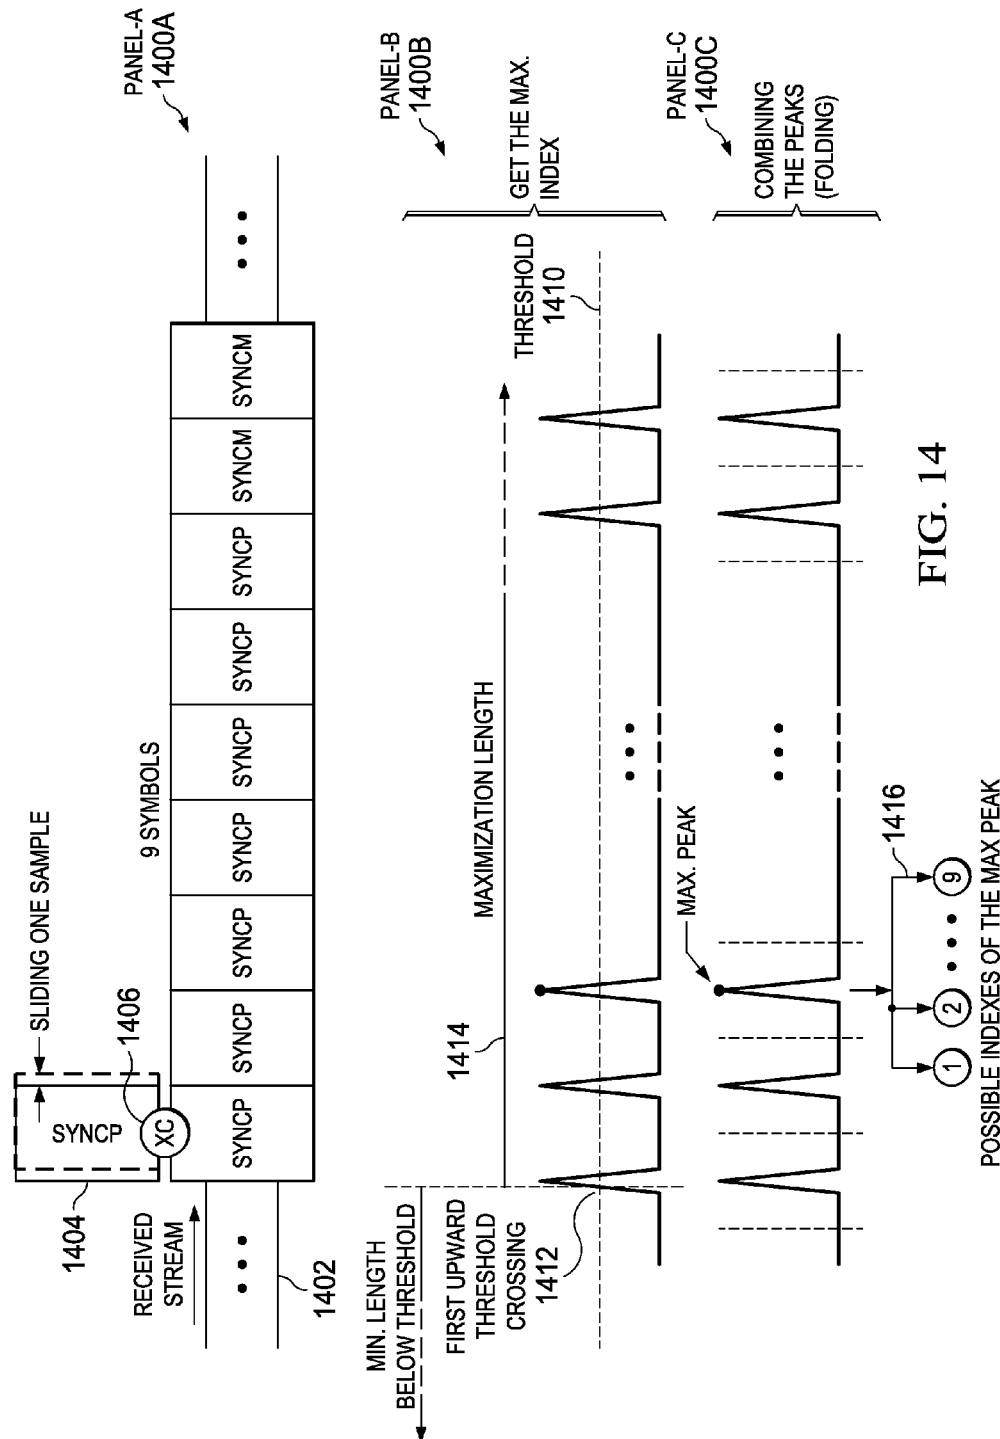 SLIDING ONE SAMPLE
PANEL-A
1400A
SYNCP
1404
XC
1406
9 SYMBOLS
RECEIVED
STREAM
SYNCP
SYNCP
SYNCP
SYNCP
SYNCP
SYNCP
SYNCP
SYNCM
SYNCM
1402
PANEL-B
1400B
MIN. LENGTH
BELOW THRESHOLD
FIRST UPWARD
THRESHOLD
CROSSING
1412
1414
MAXIMIZATION LENGTH
THRESHOLD
1410
GET THE MAX.
INDEX
PANEL-C
1400C
MAX. PEAK
COMBINING
THE PEAKS
(FOLDING)
1416
1
2
9
POSSIBLE INDEXES OF THE MAX PEAK
FIG. 14